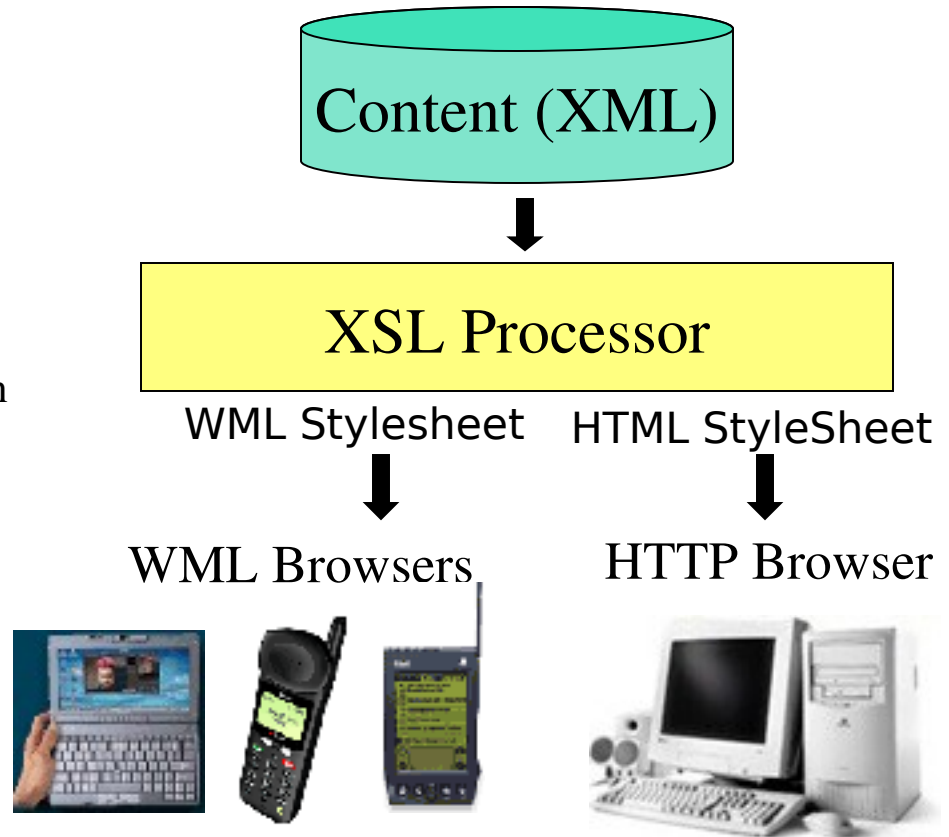 Content (XML)
XSL Processor
n
WML Stylesheet
HTML StyleSheet
WML Browsers
HTTP Browser